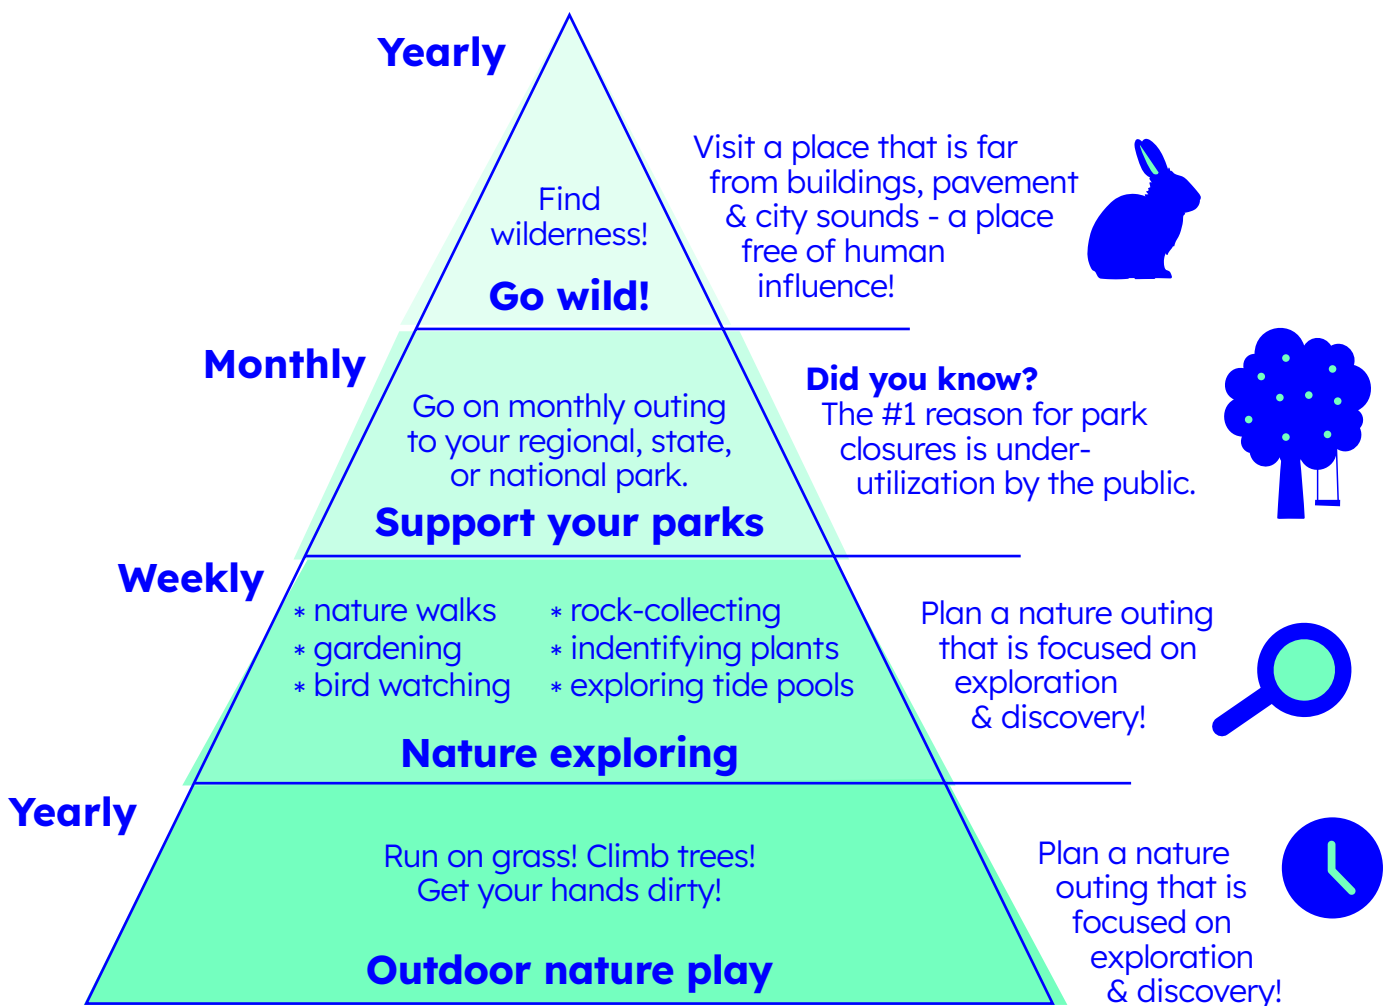 Yearly
Find
wilderness!
Go wild!
Visit a place that is far
from buildings, pavement
& city sounds - a place
free of human
influence!
Monthly
Go on monthly outing
to your regional, state,
or national park.
Support your parks
Did you know?
The #1 reason for park
closures is under-
utilization by the public.
Weekly
* nature walks
* gardening
* bird watching
* rock-collecting
* indentifying plants
* exploring tide pools
Nature exploring
Plan a nature outing
that is focused on
exploration
& discovery!
Yearly
Run on grass! Climb trees!
Get your hands dirty!
Outdoor nature play
Plan a nature
outing that is
focused on
exploration
& discovery!